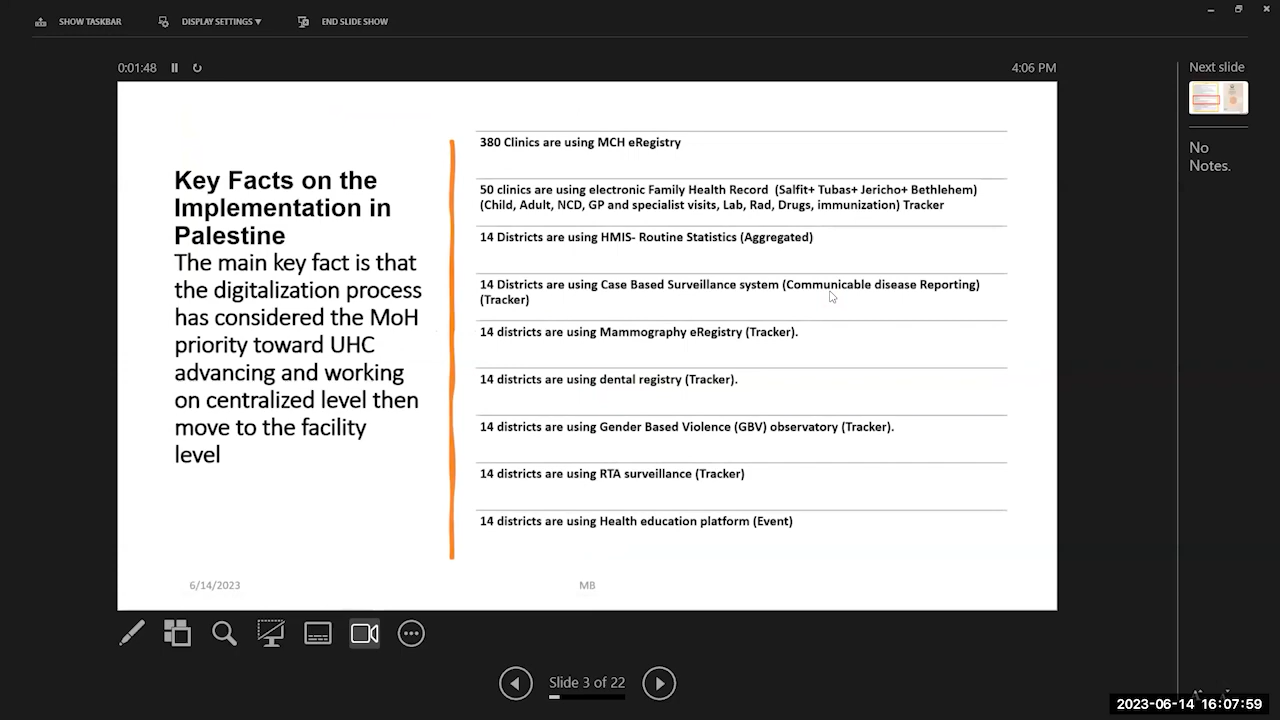 SHOW TASKBAR
DISPLAY SETTINGS ▼
END SLIDE SHOW
0:01:48
4:06 PM
Next slide
No
Notes.
Key Facts on the
Implementation in
Palestine
The main key fact is that
the digitalization process
has considered the MoH
priority toward UHC
advancing and working
on centralized level then
move to the facility
level
380 Clinics are using MCH eRegistry
50 clinics are using electronic Family Health Record (Salfit+ Tubas+ Jericho+ Bethlehem)
(Child, Adult, NCD, GP and specialist visits, Lab, Rad, Drugs, immunization) Tracker
14 Districts are using HMIS- Routine Statistics (Aggregated)
14 Districts are using Case Based Surveillance system (Communicable disease Reporting)
(Tracker)
14 districts are using Mammography eRegistry (Tracker).
14 districts are using dental registry (Tracker).
14 districts are using Gender Based Violence (GBV) observatory (Tracker).
14 districts are using RTA surveillance (Tracker)
14 districts are using Health education platform (Event)
6/14/2023
MB
Slide 3 of 22
2023-06-14 16:07:59